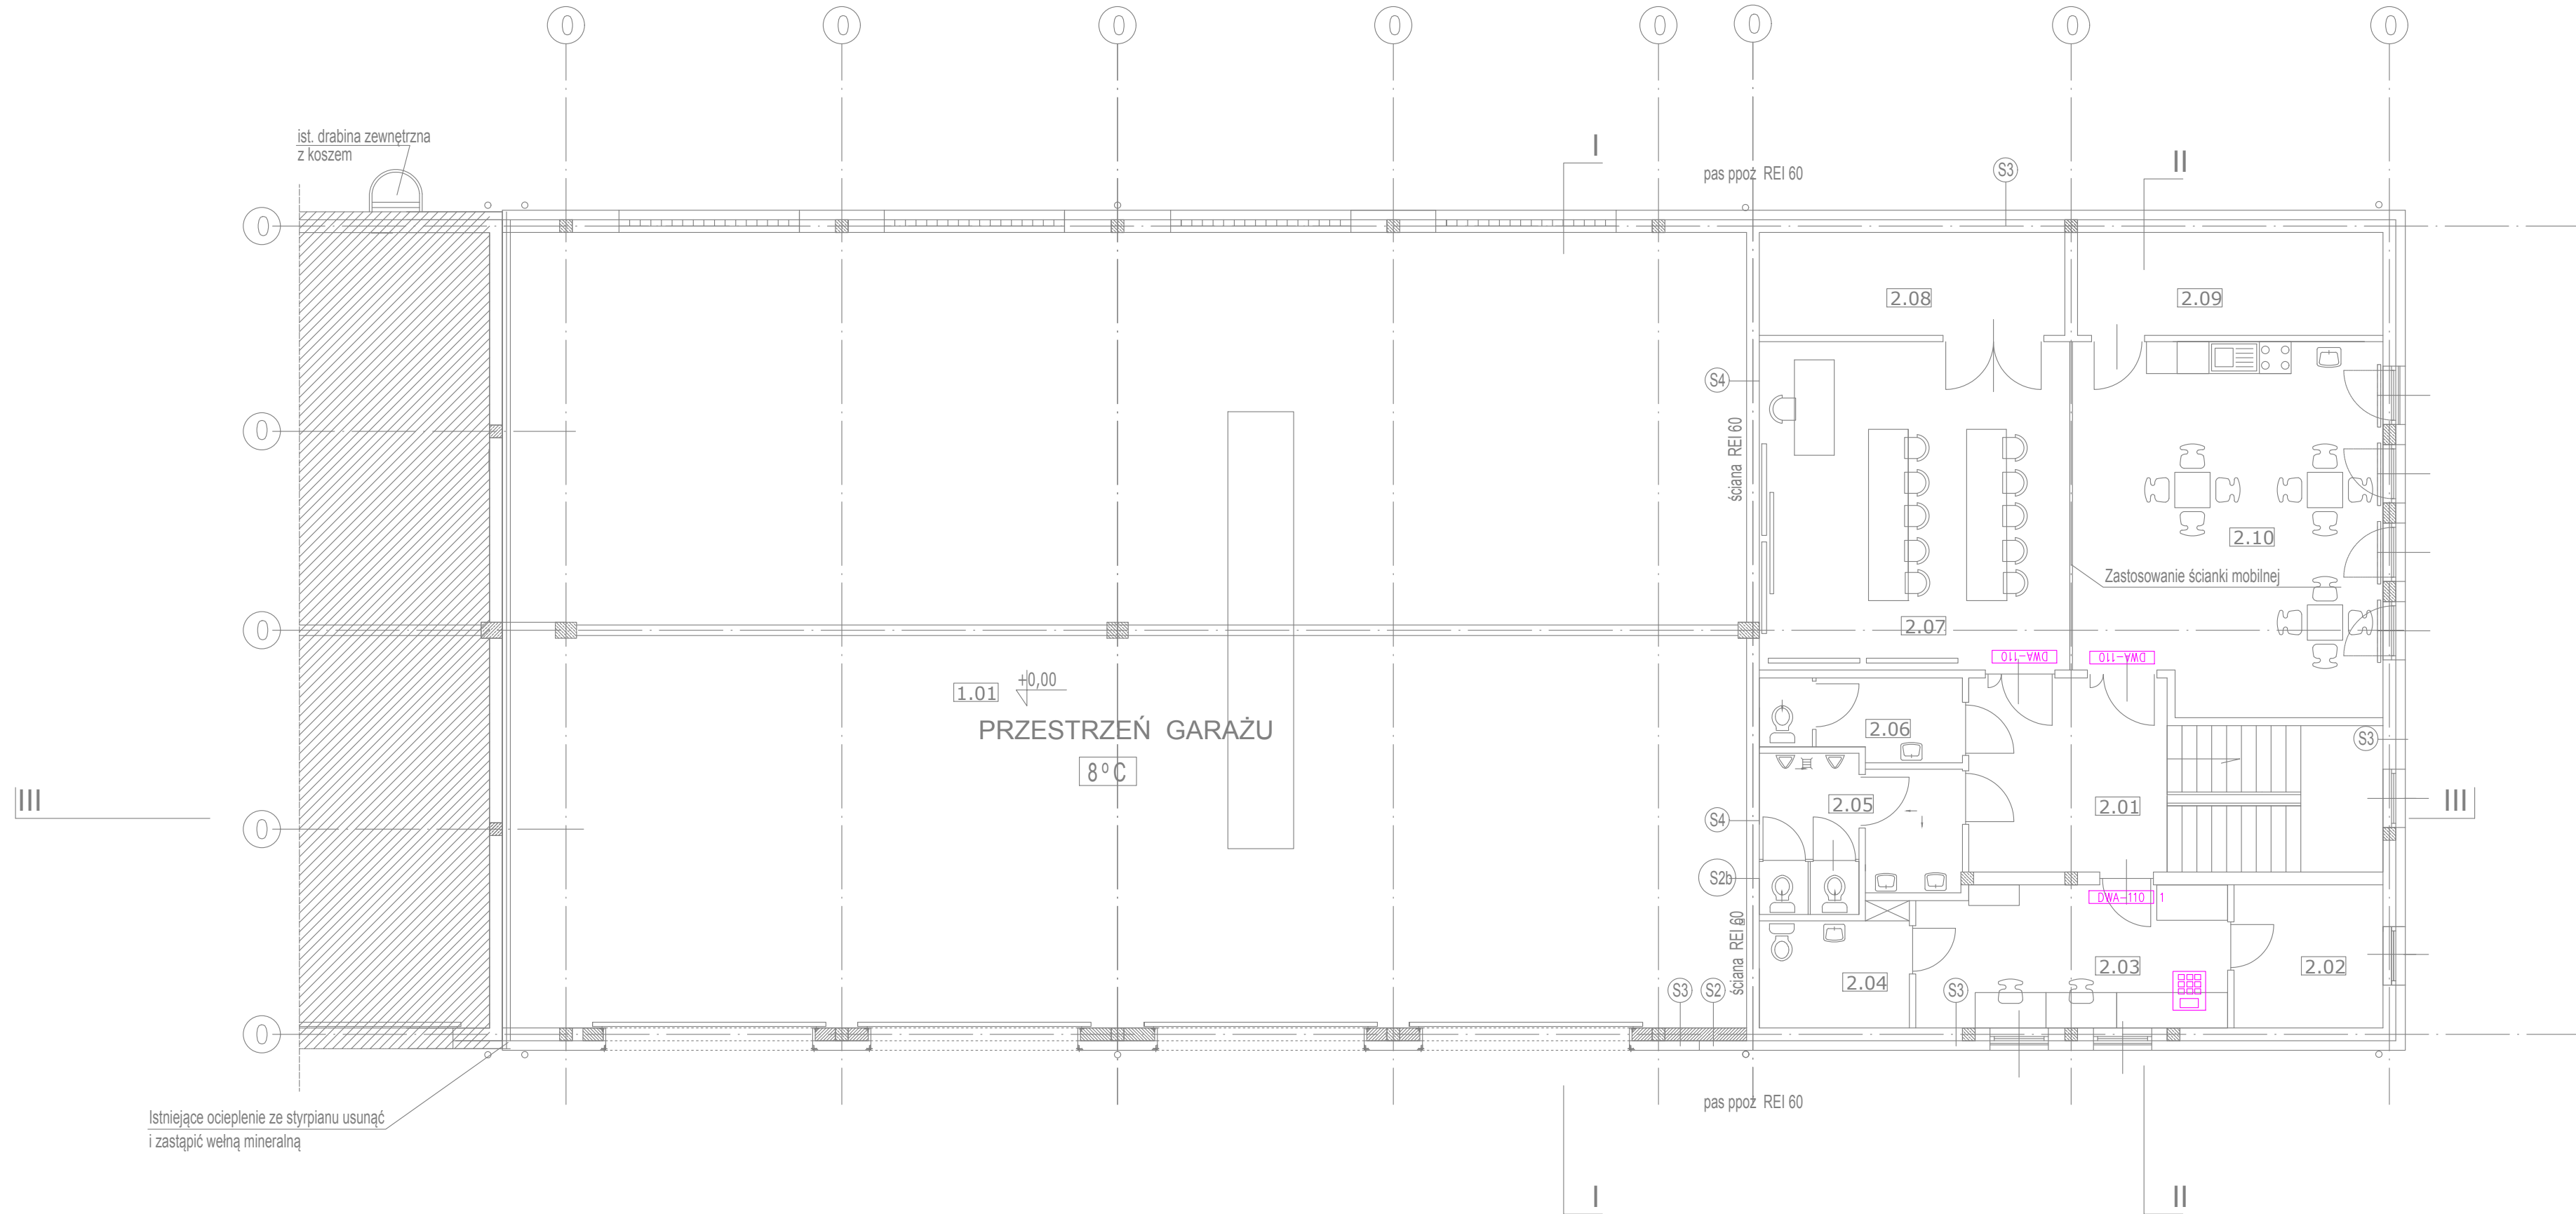 0 0 0 0 0 0 0 0
ist. drabina zewnętrzna
z koszem
I
II
pas ppoż REI 60
S3
0
2.08
2.09
S4
ściana REI 60
0
2.10
Zastosowanie ścianki mobilnej
0
2.07
DWA-110
DWA-110
1.01
+0,00
PRZESTRZEŃ GARAŻU
8°C
2.06
S3
III
III
2.05
2.01
S4
0
S2b
DWA-110 1
ściana REI 60
2.03
2.02
2.04
S3
S2
S3
0
pas ppoż REI 60
Istniejące ocieplenie ze styrpianu usunąć
i zastąpić wełną mineralną
I
II